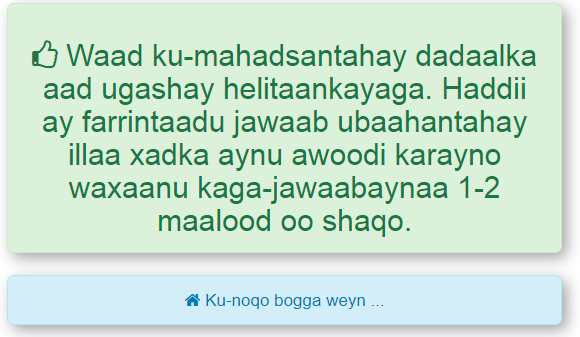 Waad ku-mahadsantahay dadaalka
aad ugashay helitaankayaga. Haddii
ay farrintaadu jawaab ubaahantahay
illaa xadka aynu awoodi karayno
waxaanu kaga-jawaabaynaa 1-2
maalood oo shaqo.
Ku-noqo bogga weyn ...